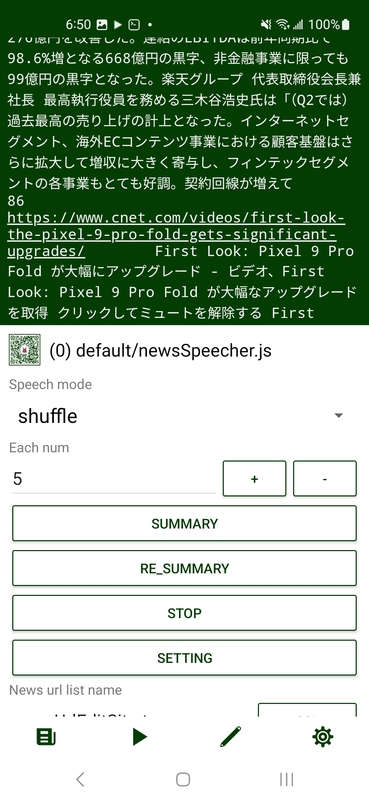 6:50
100%
276億円を改善した。連結のEBITDAは前年同期比で
98.6%増となる668億円の黒字、非金融事業に限っても
99億円の黒字となった。楽天グループ 代表取締役会長兼
社長 最高執行役員を務める三木谷浩史氏は「（Q2では）
過去最高の売り上げの計上となった。インターネットセ
グメント、海外ECコンテンツ事業における顧客基盤はさ
らに拡大して増収に大きく寄与し、フィンテックセグメ
ントの各事業もとても好調。契約回線が増えて
86
https://www.cnet.com/videos/first-look-
the-pixel-9-pro-fold-gets-significant-
upgrades/ First Look: Pixel 9 Pro
Fold が大幅にアップグレード - ビデオ、First
Look: Pixel 9 Pro Fold が大幅なアップグレード
を取得 クリックしてミュートを解除する First
(0) default/newsSpeecher.js
Speech mode
shuffle
Each num
5
+
-
SUMMARY
RE_SUMMARY
STOP
SETTING
News url list name